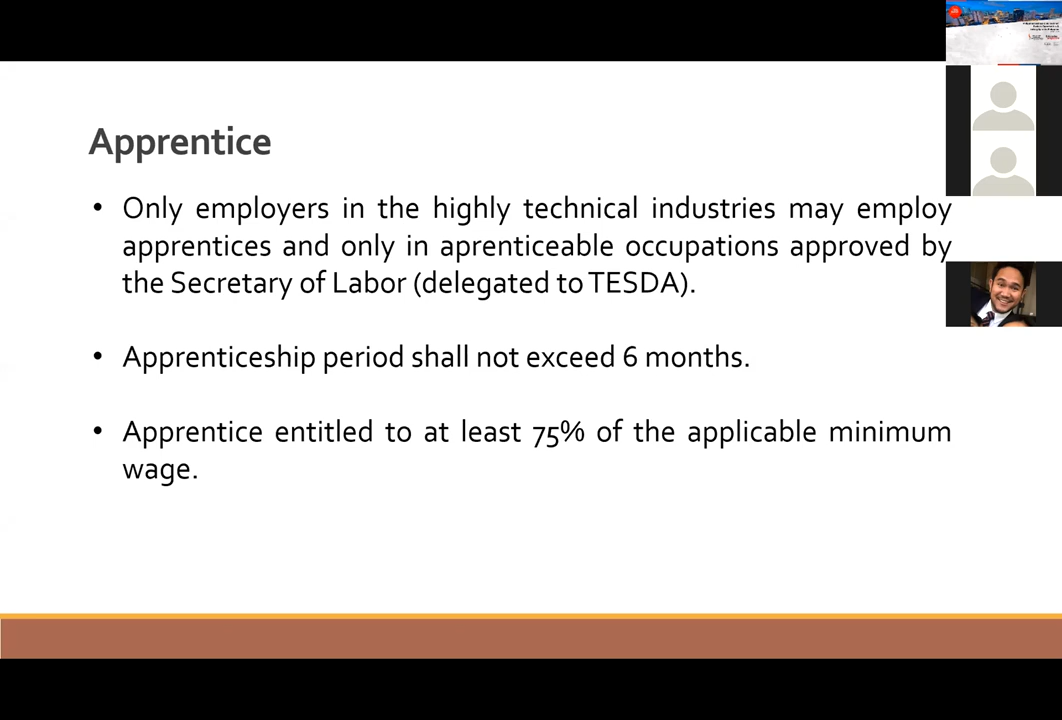 Apprentice
• Only employers in the highly technical industries may employ
apprentices and only in aprenticeable occupations approved by
the Secretary of Labor (delegated to TESDA).
• Apprenticeship period shall not exceed 6 months.
• Apprentice entitled to at least 75% of the applicable minimum
wage.